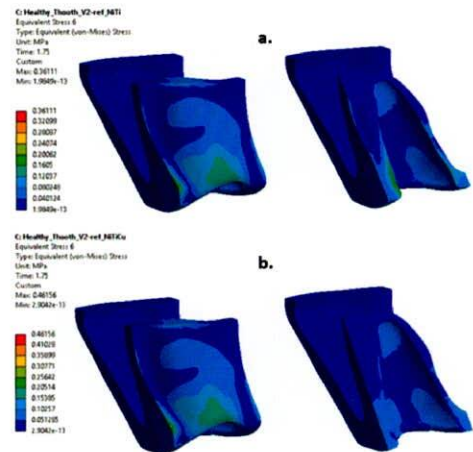 C: Healthy_Thooth_V2-ref_NiTi
Equivalent Stress 6
Type: Equivalent (von-Mises) Stress
Unit: MPa
Time: 1.75
Custom
Max: 0.36111
Min: 1.9849e-13
a.
0.36111
0.32099
0.28087
0.24074
0.20062
0.1605
0.12037
0.080248
0.040124
1.9849e-13
C: Healthy_Thooth_V2-ref_NiTiCu
Equivalent Stress 6
Type: Equivalent (von-Mises) Stress
Unit: MPa
Time: 1.75
Custom
Max: 0.46156
Min: 2.9042e-13
b.
0.46156
0.41028
0.35899
0.30771
0.25642
0.20514
0.15385
0.10257
0.051285
2.9042e-13